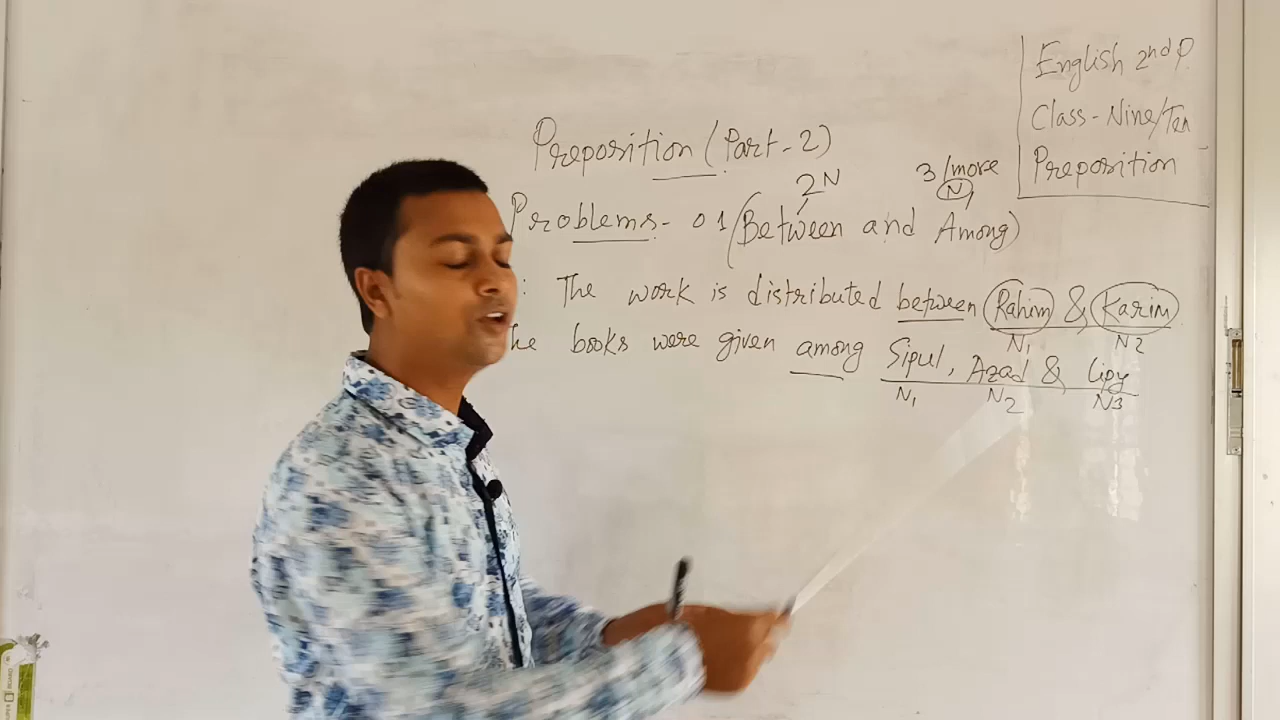 English 2nd P.
Class- Nine/Ten
Preposition
Preposition (Part-2)
2N
3/more
N
Problems- 01 (Between and Among)
: The work is distributed between Rahim & Karim
N1 N2
he books were given among Sipul, Azad & Lipy
N1 N2 N3